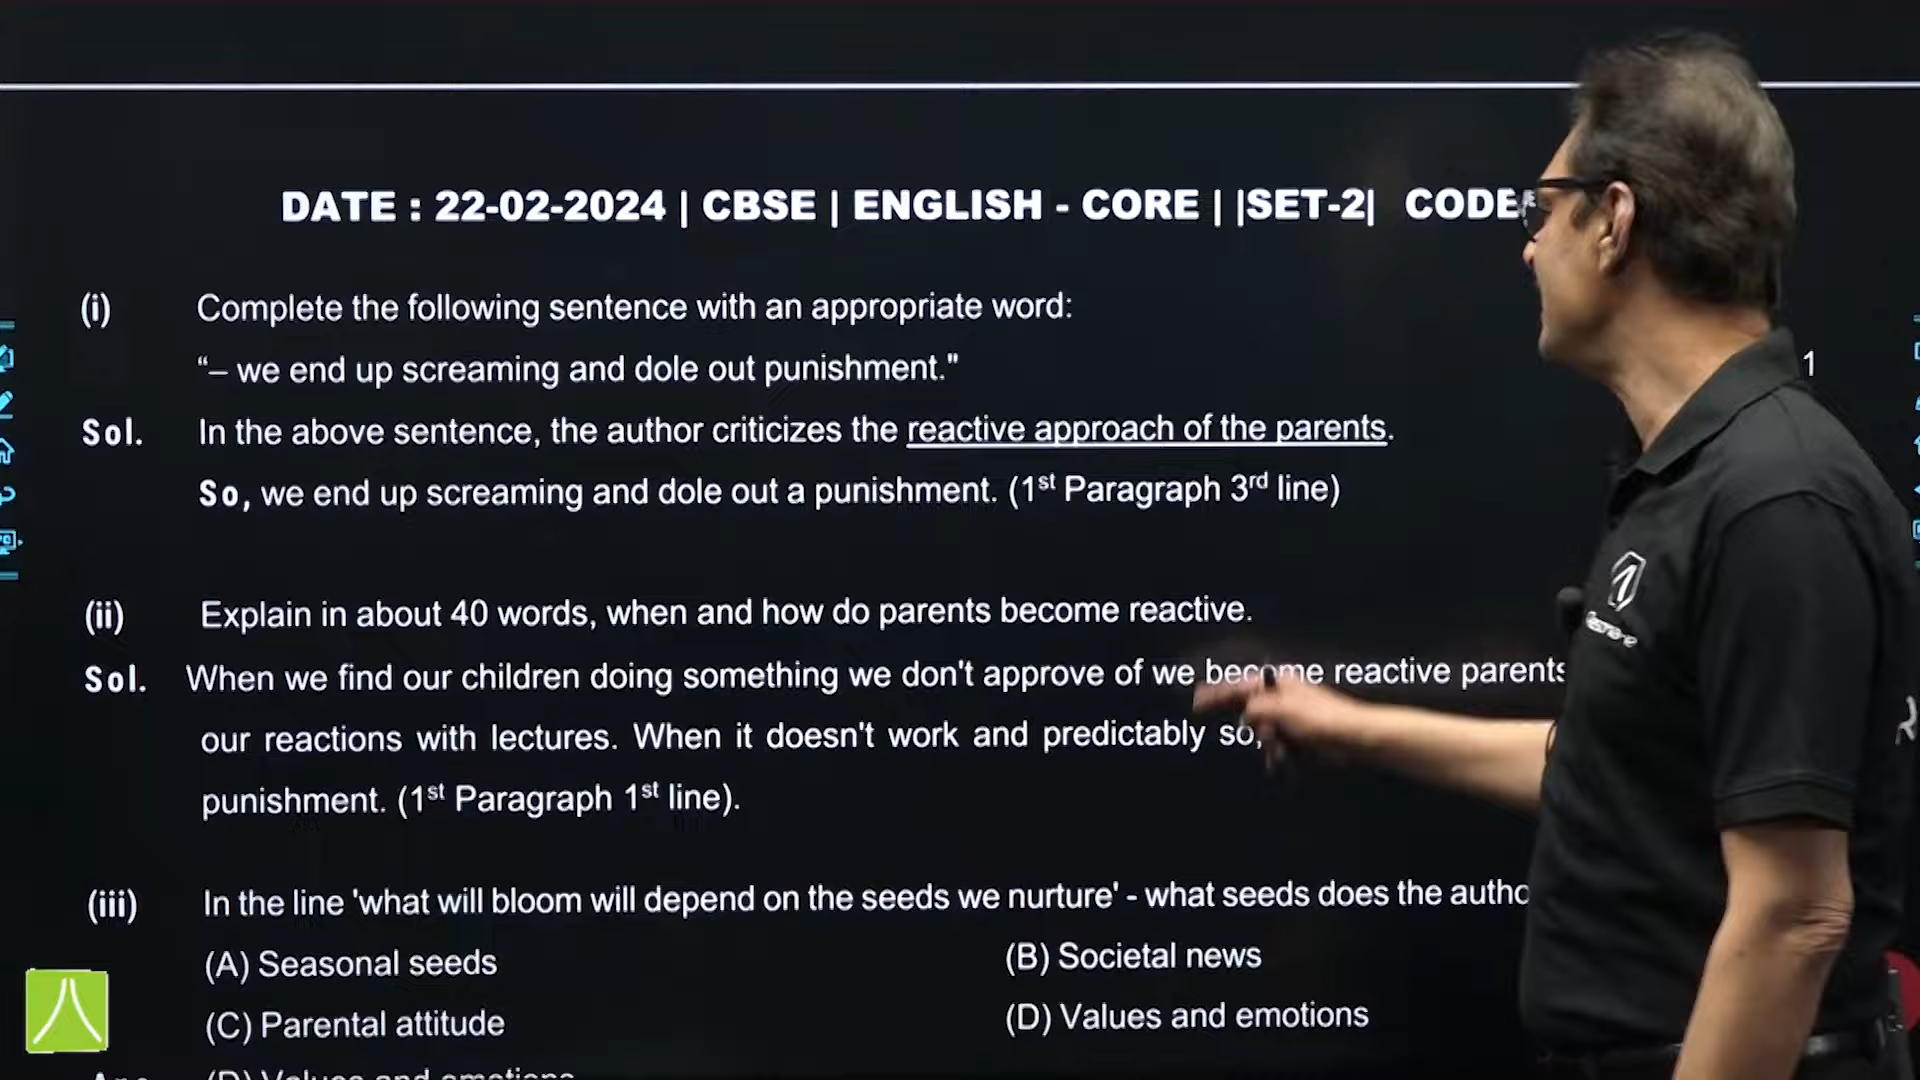 DATE : 22-02-2024 | CBSE | ENGLISH - CORE | |SET-2| CODE
(i) Complete the following sentence with an appropriate word:
“– we end up screaming and dole out punishment." 1
Sol. In the above sentence, the author criticizes the reactive approach of the parents.
So, we end up screaming and dole out a punishment. (1st Paragraph 3rd line)
(ii) Explain in about 40 words, when and how do parents become reactive.
Sol. When we find our children doing something we don't approve of we become reactive parents
our reactions with lectures. When it doesn't work and predictably so,
punishment. (1st Paragraph 1st line).
(iii) In the line 'what will bloom will depend on the seeds we nurture' - what seeds does the
(A) Seasonal seeds (B) Societal news
(C) Parental attitude (D) Values and emotions
(D) Values and emotions